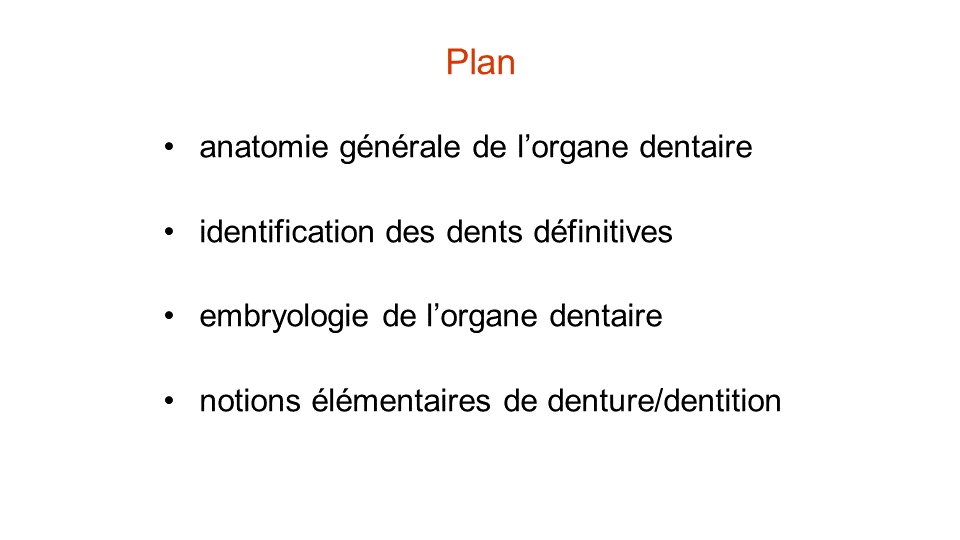 Plan
• anatomie générale de l’organe dentaire
• identification des dents définitives
• embryologie de l’organe dentaire
• notions élémentaires de denture/dentition